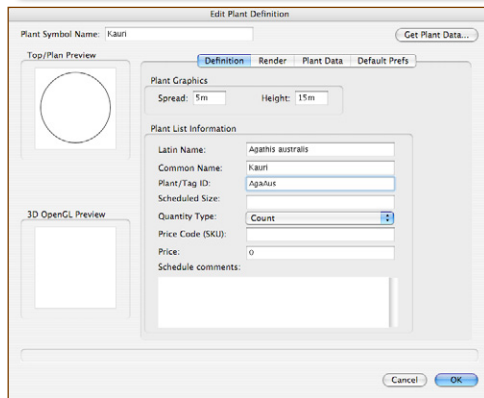 Edit Plant Definition
Plant Symbol Name: Kauri
Get Plant Data...
Top/Plan Preview
Definition Render Plant Data Default Prefs
Plant Graphics
Spread: 5m Height: 15m
Plant List Information
Latin Name: Agathis australis
Common Name: Kauri
Plant/Tag ID: AgaAus
Scheduled Size:
3D OpenGL Preview
Quantity Type: Count
Price Code (SKU):
Price: 0
Schedule comments:
Cancel OK